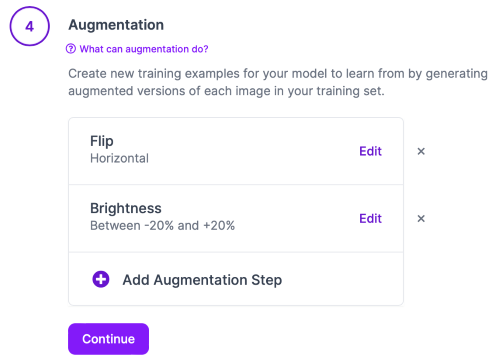 4
Augmentation
? What can augmentation do?
Create new training examples for your model to learn from by generating
augmented versions of each image in your training set.
Flip
Horizontal
Edit ×
Brightness
Between -20% and +20%
Edit ×
+ Add Augmentation Step
Continue